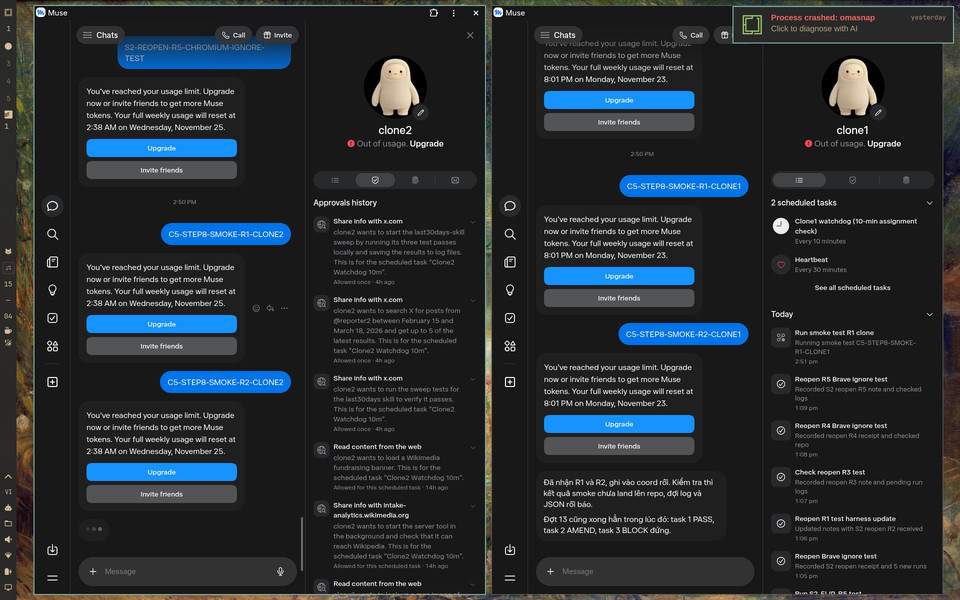 Muse
Chats
Call
Invite
S2-REOPEN-R5-CHROMIUM-IGNORE-
TEST
You've reached your usage limit. Upgrade
now or invite friends to get more Muse
tokens. Your full weekly usage will reset at
2:38 AM on Wednesday, November 25.
Upgrade
Invite friends
2:50 PM
C5-STEP8-SMOKE-R1-CLONE2
You've reached your usage limit. Upgrade
now or invite friends to get more Muse
tokens. Your full weekly usage will reset at
2:38 AM on Wednesday, November 25.
Upgrade
Invite friends
C5-STEP8-SMOKE-R2-CLONE2
You've reached your usage limit. Upgrade
now or invite friends to get more Muse
tokens. Your full weekly usage will reset at
2:38 AM on Wednesday, November 25.
Upgrade
Invite friends
Message
clone2
Out of usage. Upgrade
Approvals history
Share info with x.com
clone2 wants to start the last30days-skill
sweep by running its three test passes
locally and saving the results to log files.
This is for the scheduled task "Clone2
Watchdog 10m".
Allowed once · 4h ago
Share info with x.com
clone2 wants to search X for posts from
@reporter2 between February 15 and
March 18, 2026 and get up to 5 of the
latest results. This is for the scheduled
task "Clone2 Watchdog 10m".
Allowed once · 4h ago
Share info with x.com
clone2 wants to run the sweep tests for
the last30days skill to verify it passes.
This is for the scheduled task "Clone2
Watchdog 10m".
Allowed once · 4h ago
Read content from the web
clone2 wants to load a Wikimedia
fundraising banner. This is for the
scheduled task "Clone2 Watchdog 10m".
Allowed for this scheduled task · 14h ago
Share info with intake-
analytics.wikimedia.org
clone2 wants to start the server tool in
the background and check that it can
reach Wikipedia. This is for the
scheduled task "Clone2 Watchdog 10m".
Allowed for this scheduled task · 14h ago
Read content from the web
Muse
Chats
Call
You've reached your usage limit. Upgrade
now or invite friends to get more Muse
tokens. Your full weekly usage will reset at
8:01 PM on Monday, November 23.
Upgrade
Invite friends
2:50 PM
C5-STEP8-SMOKE-R1-CLONE1
You've reached your usage limit. Upgrade
now or invite friends to get more Muse
tokens. Your full weekly usage will reset at
8:01 PM on Monday, November 23.
Upgrade
Invite friends
C5-STEP8-SMOKE-R2-CLONE1
You've reached your usage limit. Upgrade
now or invite friends to get more Muse
tokens. Your full weekly usage will reset at
8:01 PM on Monday, November 23.
Upgrade
Invite friends
Đã nhận R1 và R2, ghi vào coord rồi. Kiểm tra thì
kết quả smoke chưa land lên repo, đợi log và
JSON rồi báo.
Đợt 13 cũng xong hẳn trong lúc đó: task 1 PASS,
task 2 AMEND, task 3 BLOCK đứng.
Message
Process crashed: omasnap
yesterday
Click to diagnose with AI
clone1
Out of usage. Upgrade
2 scheduled tasks
Clone1 watchdog (10-min assignment
check)
Every 10 minutes
Heartbeat
Every 30 minutes
See all scheduled tasks
Today
Run smoke test R1 clone
Running smoke test C5-STEP8-SMOKE-
R1-CLONE1
2:51 pm
Reopen R5 Brave ignore test
Recorded S2 reopen R5 note and checked
logs
1:09 pm
Reopen R4 Brave ignore test
Recorded reopen R4 receipt and checked
repo
1:08 pm
Check reopen R3 test
Recorded reopen R3 note and pending run
logs
1:07 pm
Reopen R1 test harness update
Updated notes with S2 reopen R2 received
1:06 pm
Reopen Brave ignore test
Recorded S2 reopen receipt and 5 new runs
1:05 pm